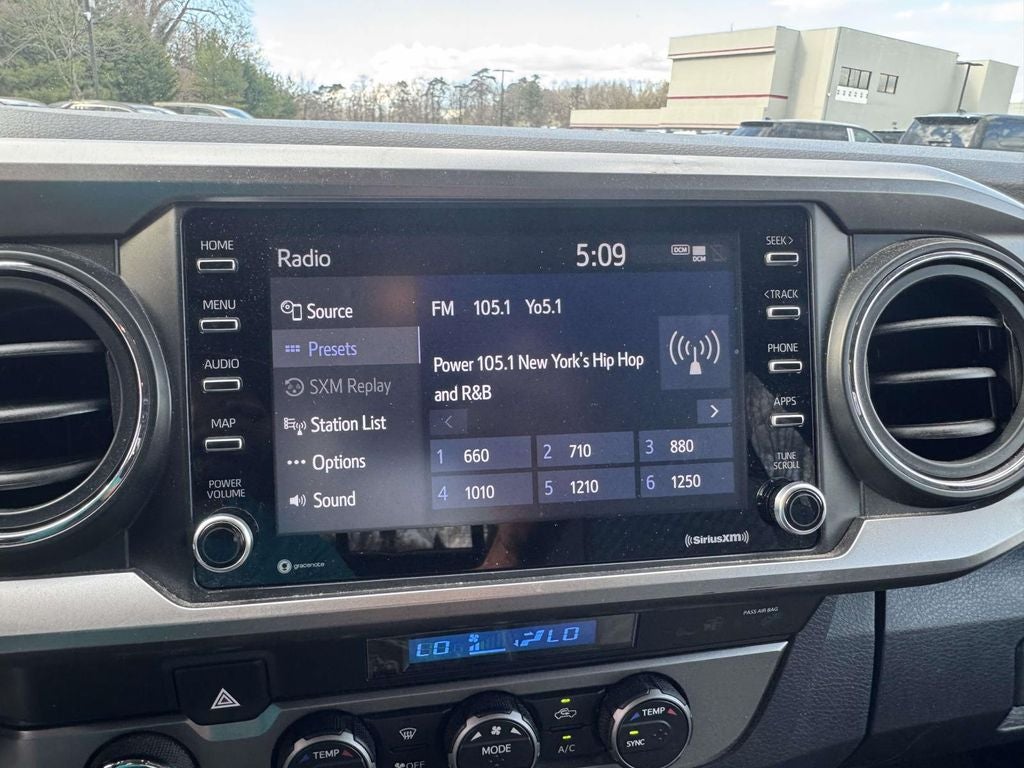 HOME
MENU
AUDIO
MAP
POWER
VOLUME
gracenote
Radio
5:09
DCM
DCM
Source
Presets
SXM Replay
Station List
Options
Sound
FM 105.1 Yo5.1
Power 105.1 New York's Hip Hop
and R&B
< >
1 660
2 710
3 880
4 1010
5 1210
6 1250
SEEK>
<TRACK
PHONE
APPS
TUNE
SCROLL
((SiriusXM))
PASS AIR BAG
LO LO
TEMP
OFF
MODE
A/C
TEMP
SYNC